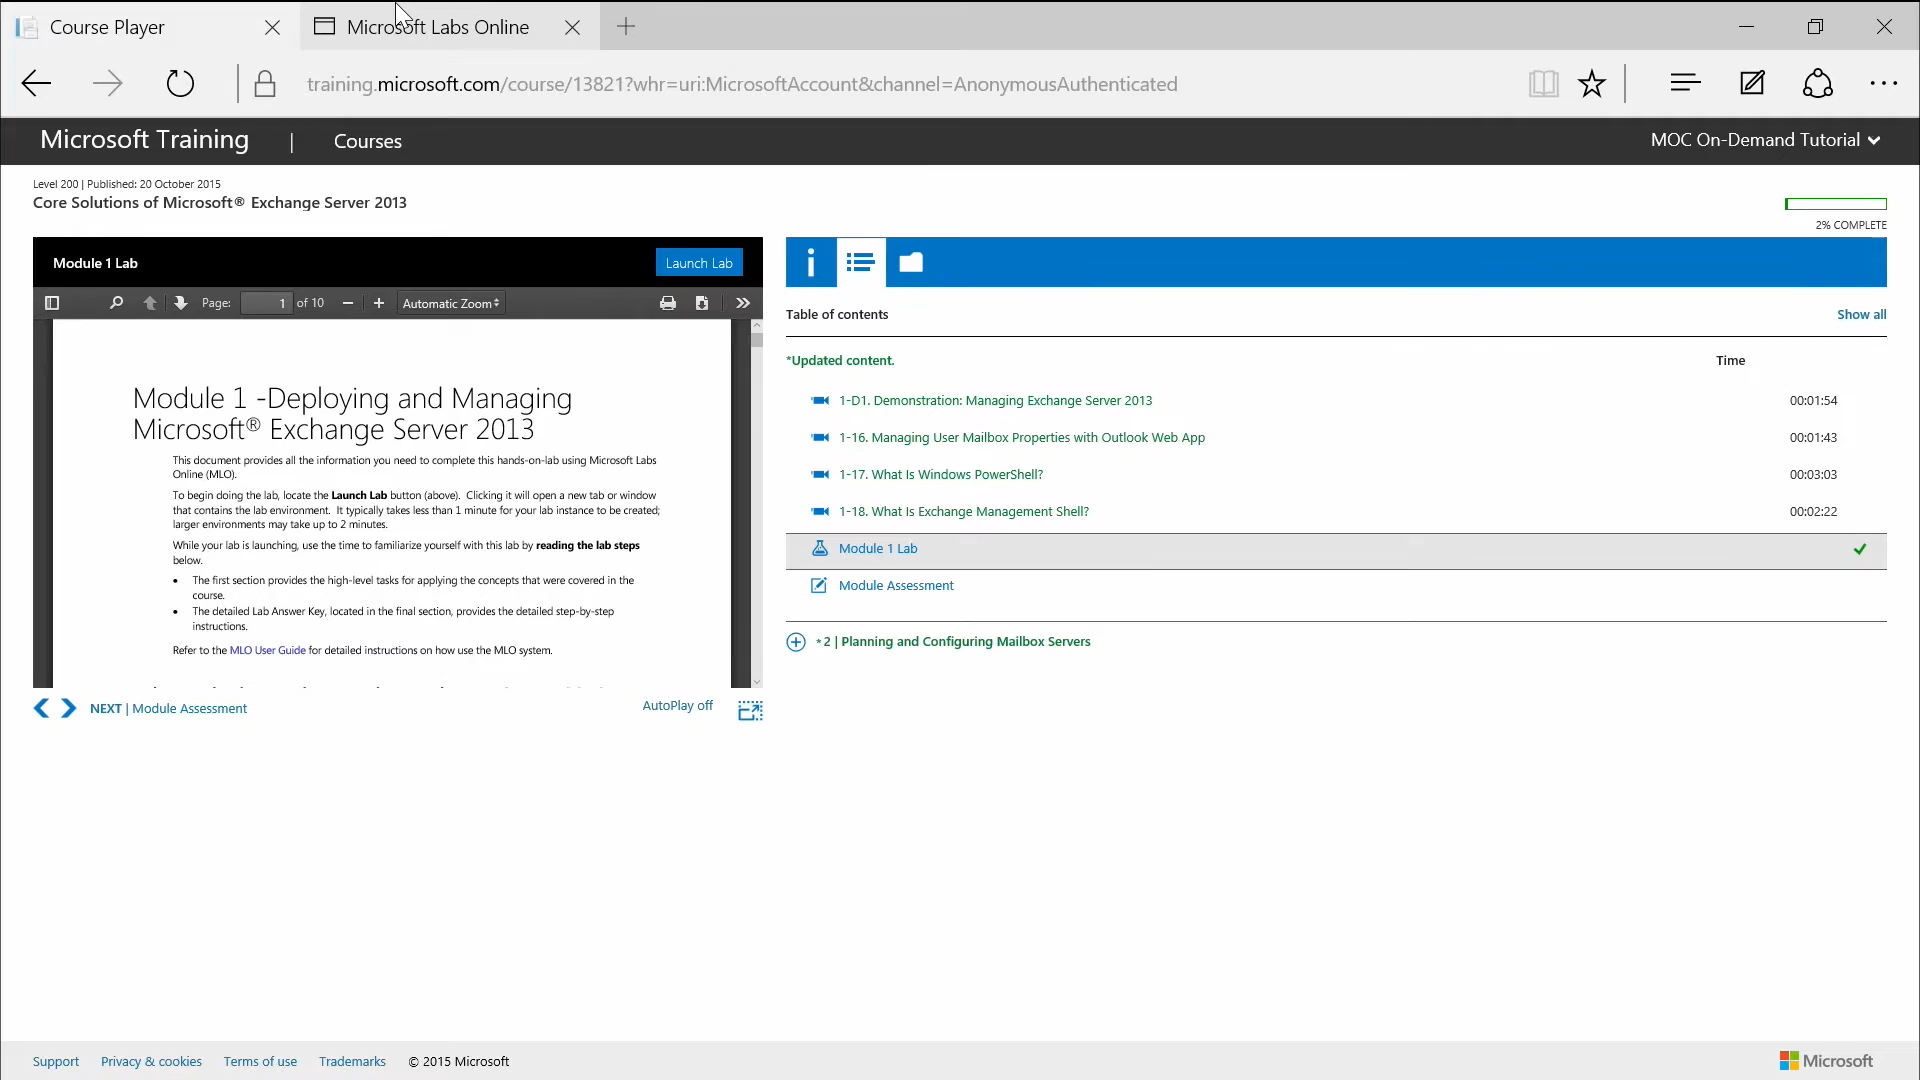 Course Player
Microsoft Labs Online
training.microsoft.com/course/13821?whr=uri:MicrosoftAccount&channel=AnonymousAuthenticated
Microsoft Training | Courses
MOC On-Demand Tutorial
Level 200 | Published: 20 October 2015
Core Solutions of Microsoft® Exchange Server 2013
2% COMPLETE
Module 1 Lab
Launch Lab
Page: 1 of 10
Automatic Zoom
Module 1 -Deploying and Managing
Microsoft® Exchange Server 2013
This document provides all the information you need to complete this hands-on-lab using Microsoft Labs
Online (MLO).
To begin doing the lab, locate the Launch Lab button (above). Clicking it will open a new tab or window
that contains the lab environment. It typically takes less than 1 minute for your lab instance to be created;
larger environments may take up to 2 minutes.
While your lab is launching, use the time to familiarize yourself with this lab by reading the lab steps
below.
• The first section provides the high-level tasks for applying the concepts that were covered in the
course.
• The detailed Lab Answer Key, located in the final section, provides the detailed step-by-step
instructions.
Refer to the MLO User Guide for detailed instructions on how use the MLO system.
NEXT | Module Assessment
AutoPlay off
Table of contents
Show all
*Updated content.
Time
1-D1. Demonstration: Managing Exchange Server 2013 00:01:54
1-16. Managing User Mailbox Properties with Outlook Web App 00:01:43
1-17. What Is Windows PowerShell? 00:03:03
1-18. What Is Exchange Management Shell? 00:02:22
Module 1 Lab
Module Assessment
* 2 | Planning and Configuring Mailbox Servers
Support Privacy & cookies Terms of use Trademarks © 2015 Microsoft
Microsoft